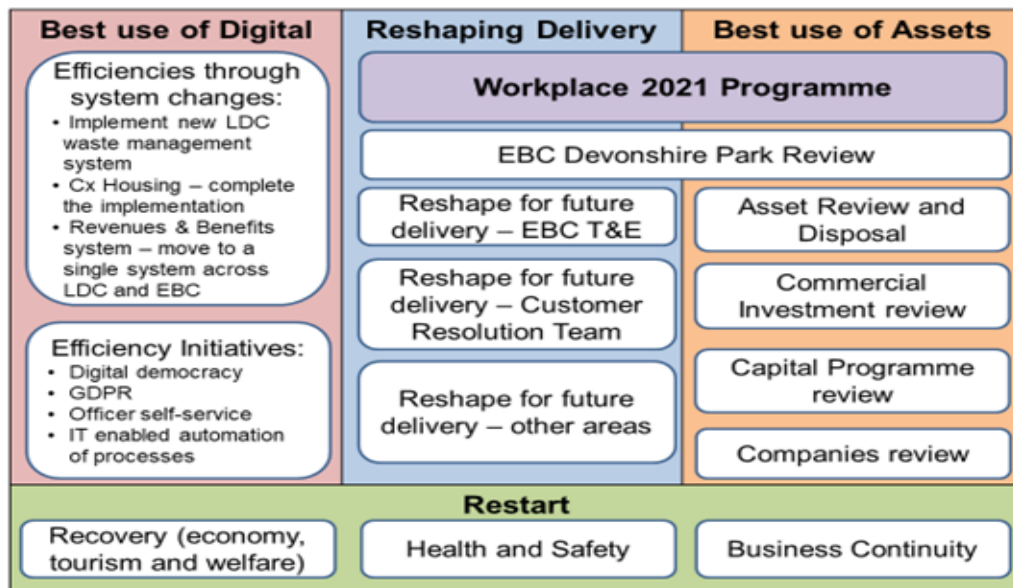 Best use of Digital
Efficiencies through
system changes:
• Implement new LDC
waste management
system
• Cx Housing – complete
the implementation
• Revenues & Benefits
system – move to a
single system across
LDC and EBC
Efficiency Initiatives:
• Digital democracy
• GDPR
• Officer self-service
• IT enabled automation
of processes
Reshaping Delivery
Best use of Assets
Workplace 2021 Programme
EBC Devonshire Park Review
Reshape for future
delivery – EBC T&E
Reshape for future
delivery – Customer
Resolution Team
Reshape for future
delivery – other areas
Asset Review and
Disposal
Commercial
Investment review
Capital Programme
review
Companies review
Restart
Recovery (economy,
tourism and welfare)
Health and Safety
Business Continuity